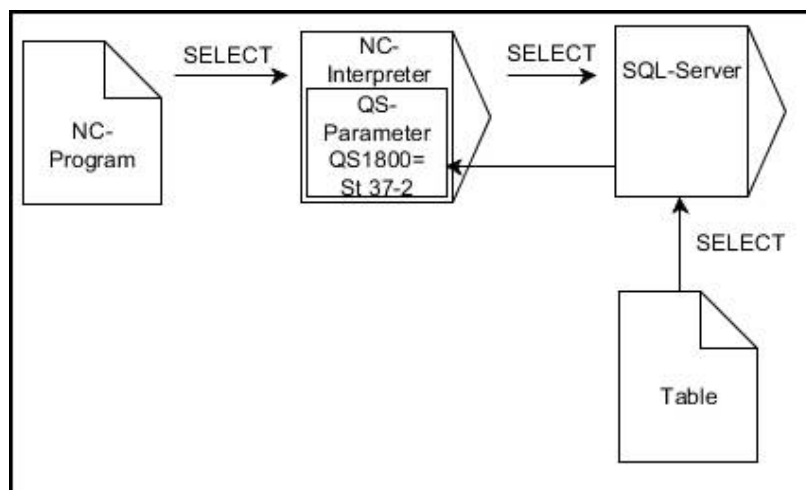 NC-
Program
SELECT
NC-
Interpreter
QS-
Parameter
QS1800=
St 37-2
SELECT
SQL-Server
SELECT
Table